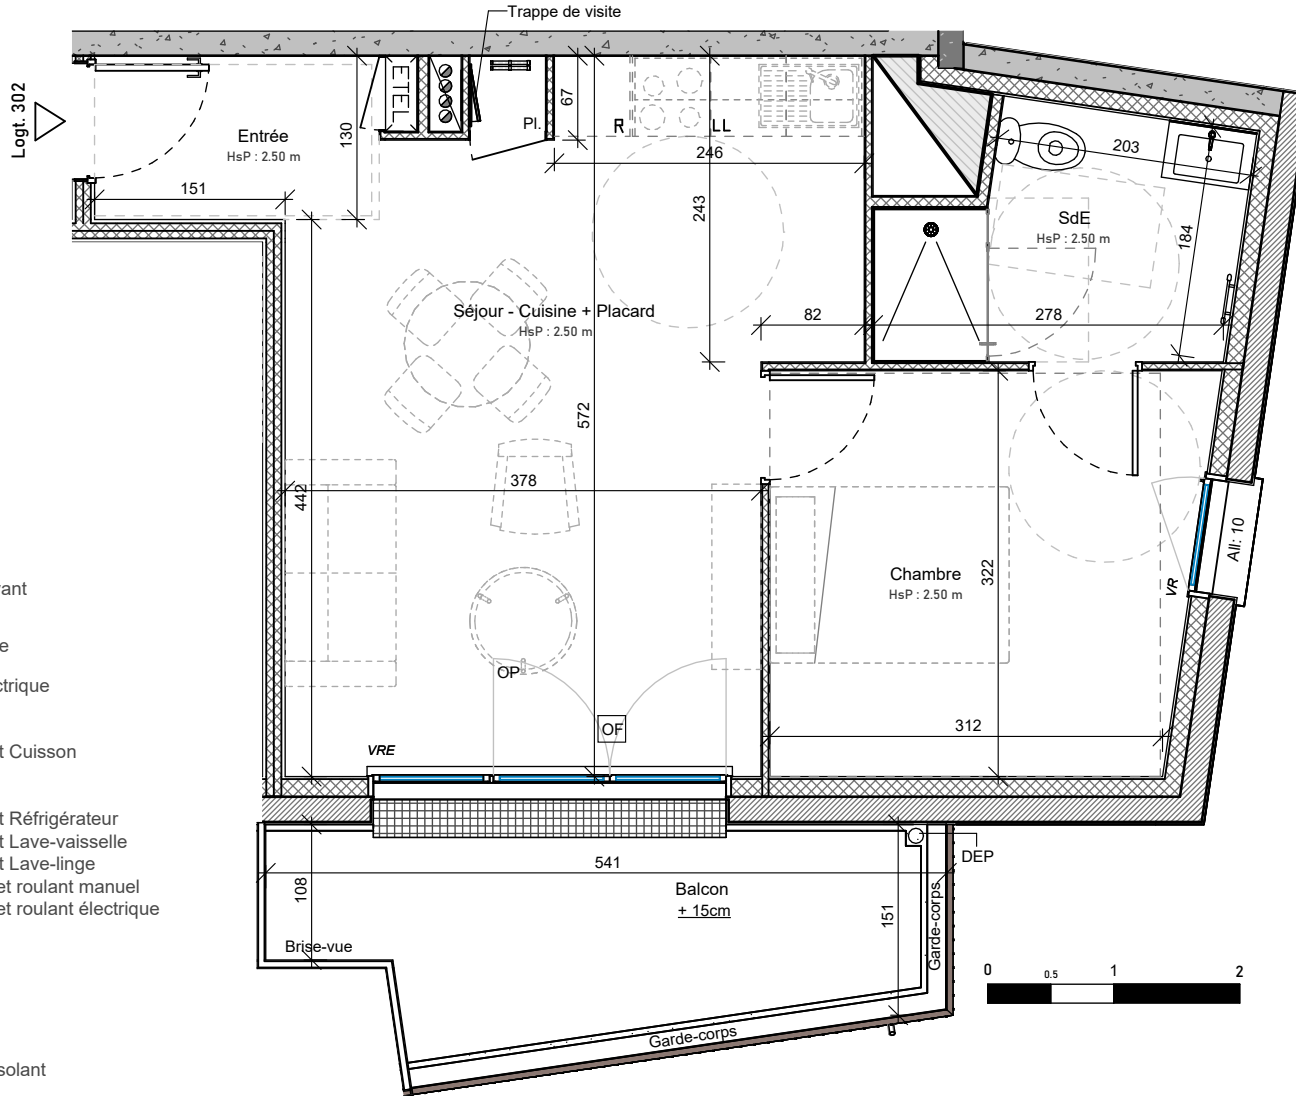 Trappe de visite
Logt. 302
Entrée
HsP : 2.50 m
130
151
ETEL
Pl.
67
R
LL
246
243
203
SdE
HsP : 2.50 m
184
Séjour - Cuisine + Placard
HsP : 2.50 m
82
278
572
378
442
Chambre
HsP : 2.50 m
322
All: 10
VR
OP
OF
VRE
312
ant
e
ctrique
t Cuisson
t Réfrigérateur
t Lave-vaisselle
t Lave-linge
et roulant manuel
et roulant électrique
solant
541
108
Balcon
+ 15cm
151
DEP
Garde-corps
Brise-vue
Garde-corps
0
0.5
1
2